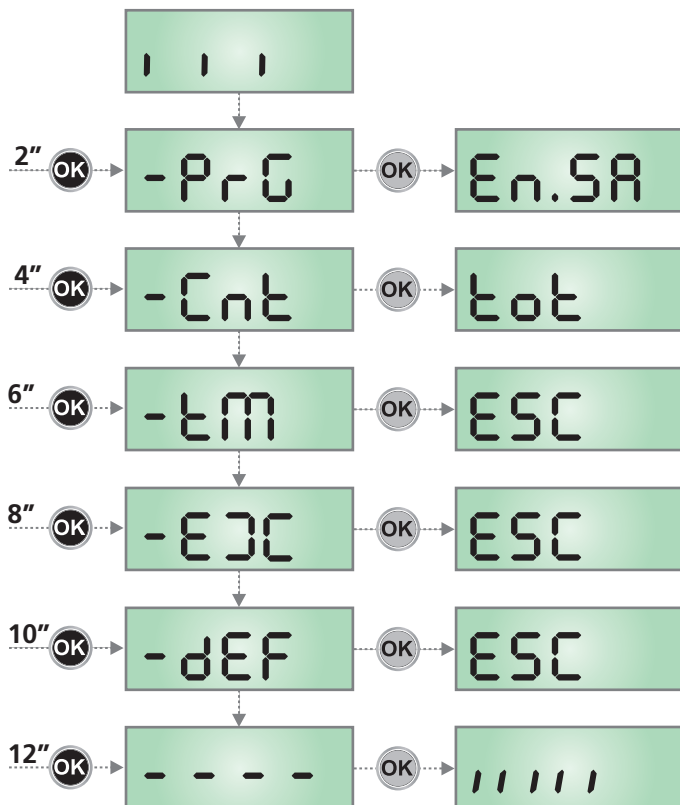 ı ı ı
2” OK -PrG OK En.SA
4” OK -Cnt OK tot
6” OK -tM OK ESC
8” OK -E]C OK ESC
10” OK -dEF OK ESC
12” OK - - - - OK ı ı ı ı ı